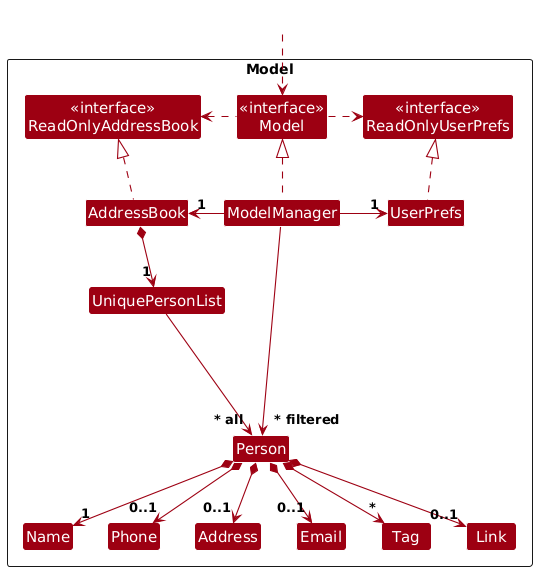 Model
«interface»
ReadOnlyAddressBook
«interface»
Model
«interface»
ReadOnlyUserPrefs
AddressBook
1
ModelManager
1
UserPrefs
1
UniquePersonList
* all
* filtered
Person
1
0..1
0..1
0..1
*
0..1
Name
Phone
Address
Email
Tag
Link